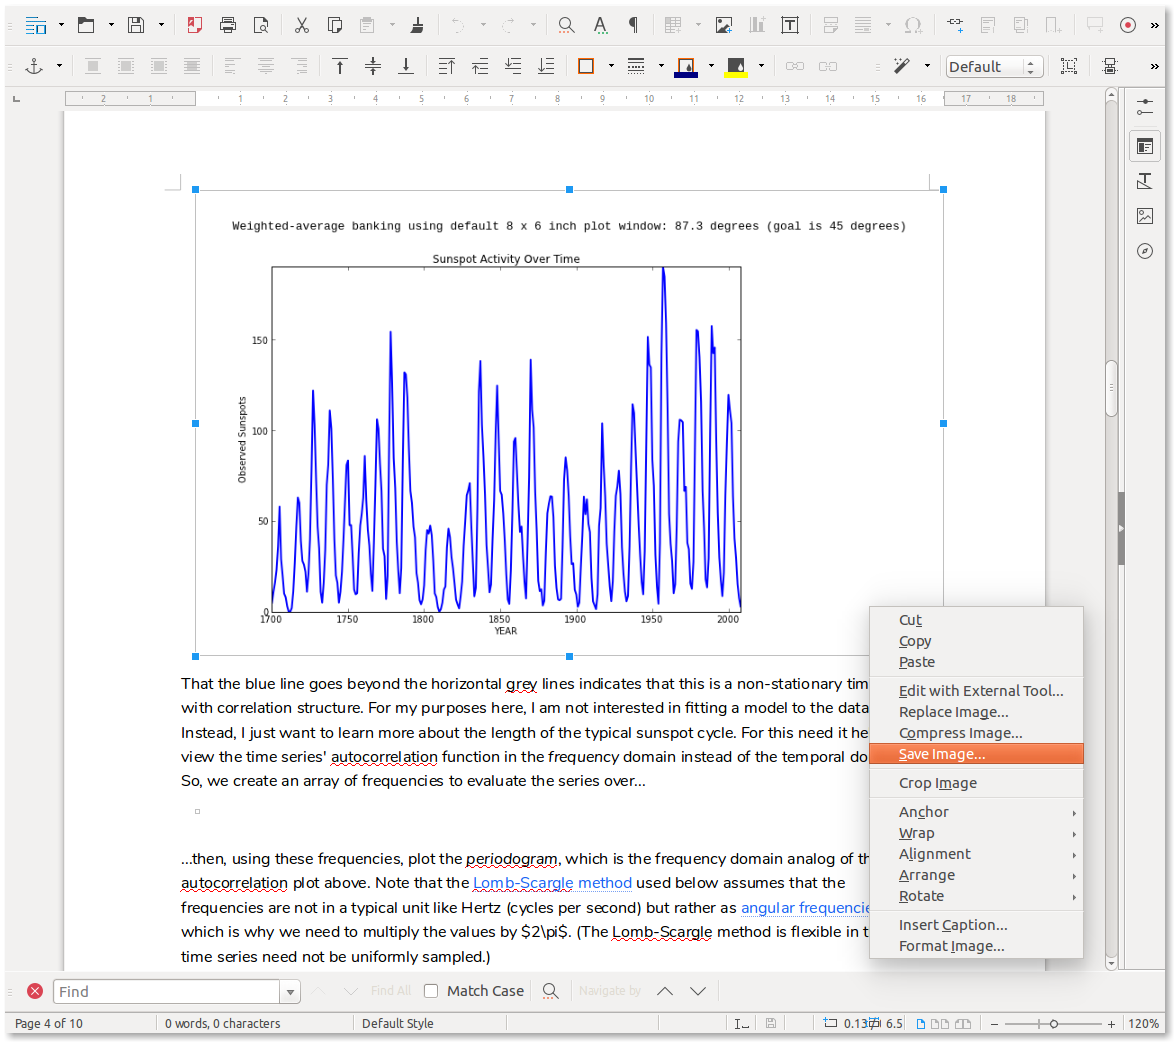 Default
2 1 1 2 3 4 5 6 7 8 9 10 11 12 13 14 15 16 17 18
Weighted-average banking using default 8 x 6 inch plot window: 87.3 degrees (goal is 45 degrees)
Sunspot Activity Over Time
150
100
50
0
Observed Sunspots
1700 1750 1800 1850 1900 1950 2000
YEAR
That the blue line goes beyond the horizontal grey lines indicates that this is a non-stationary tim
with correlation structure. For my purposes here, I am not interested in fitting a model to the data
Instead, I just want to learn more about the length of the typical sunspot cycle. For this need it he
view the time series' autocorrelation function in the frequency domain instead of the temporal do
So, we create an array of frequencies to evaluate the series over...
...then, using these frequencies, plot the periodogram, which is the frequency domain analog of th
autocorrelation plot above. Note that the Lomb-Scargle method used below assumes that the
frequencies are not in a typical unit like Hertz (cycles per second) but rather as angular frequencie
which is why we need to multiply the values by $2\pi$. (The Lomb-Scargle method is flexible in t
time series need not be uniformly sampled.)
Cut
Copy
Paste
Edit with External Tool...
Replace Image...
Compress Image...
Save Image...
Crop Image
Anchor
Wrap
Alignment
Arrange
Rotate
Insert Caption...
Format Image...
Find Find All Match Case Navigate by
Page 4 of 10 0 words, 0 characters Default Style 0.13 6.5 120%